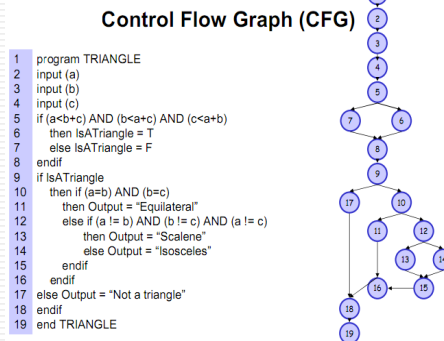 Control Flow Graph (CFG)
1 program TRIANGLE
2 input (a)
3 input (b)
4 input (c)
5 if (a<b+c) AND (b<a+c) AND (c<a+b)
6 then IsATriangle = T
7 else IsATriangle = F
8 endif
9 if IsATriangle
10 then if (a=b) AND (b=c)
11 then Output = “Equilateral”
12 else if (a != b) AND (b != c) AND (a != c)
13 then Output = “Scalene”
14 else Output = “Isosceles”
15 endif
16 endif
17 else Output = “Not a triangle”
18 endif
19 end TRIANGLE
2
3
4
5
7 6
8
9
17 10
11 12
13 14
16 15
18
19